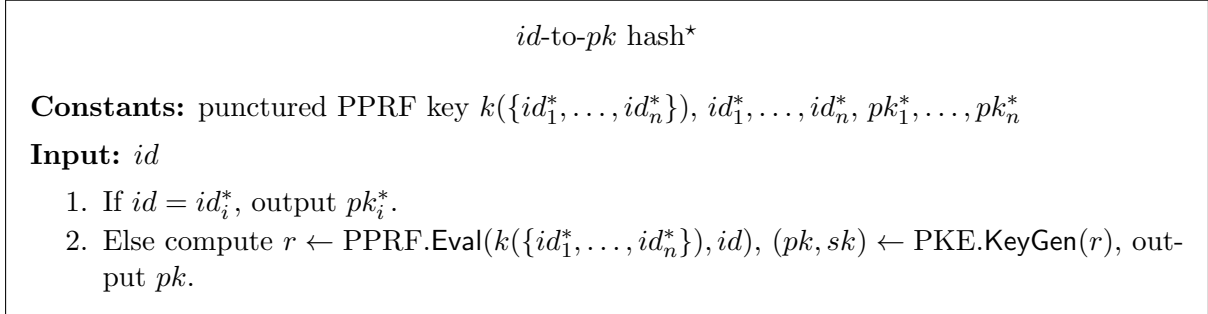 id-to-pk hash⋆
Constants: punctured PPRF key k({id*_1, …, id*_n}), id*_1, …, id*_n, pk*_1, …, pk*_n
Input: id
1. If id = id*_i, output pk*_i.
2. Else compute r ← PPRF.Eval(k({id*_1, …, id*_n}), id), (pk, sk) ← PKE.KeyGen(r), out-
put pk.